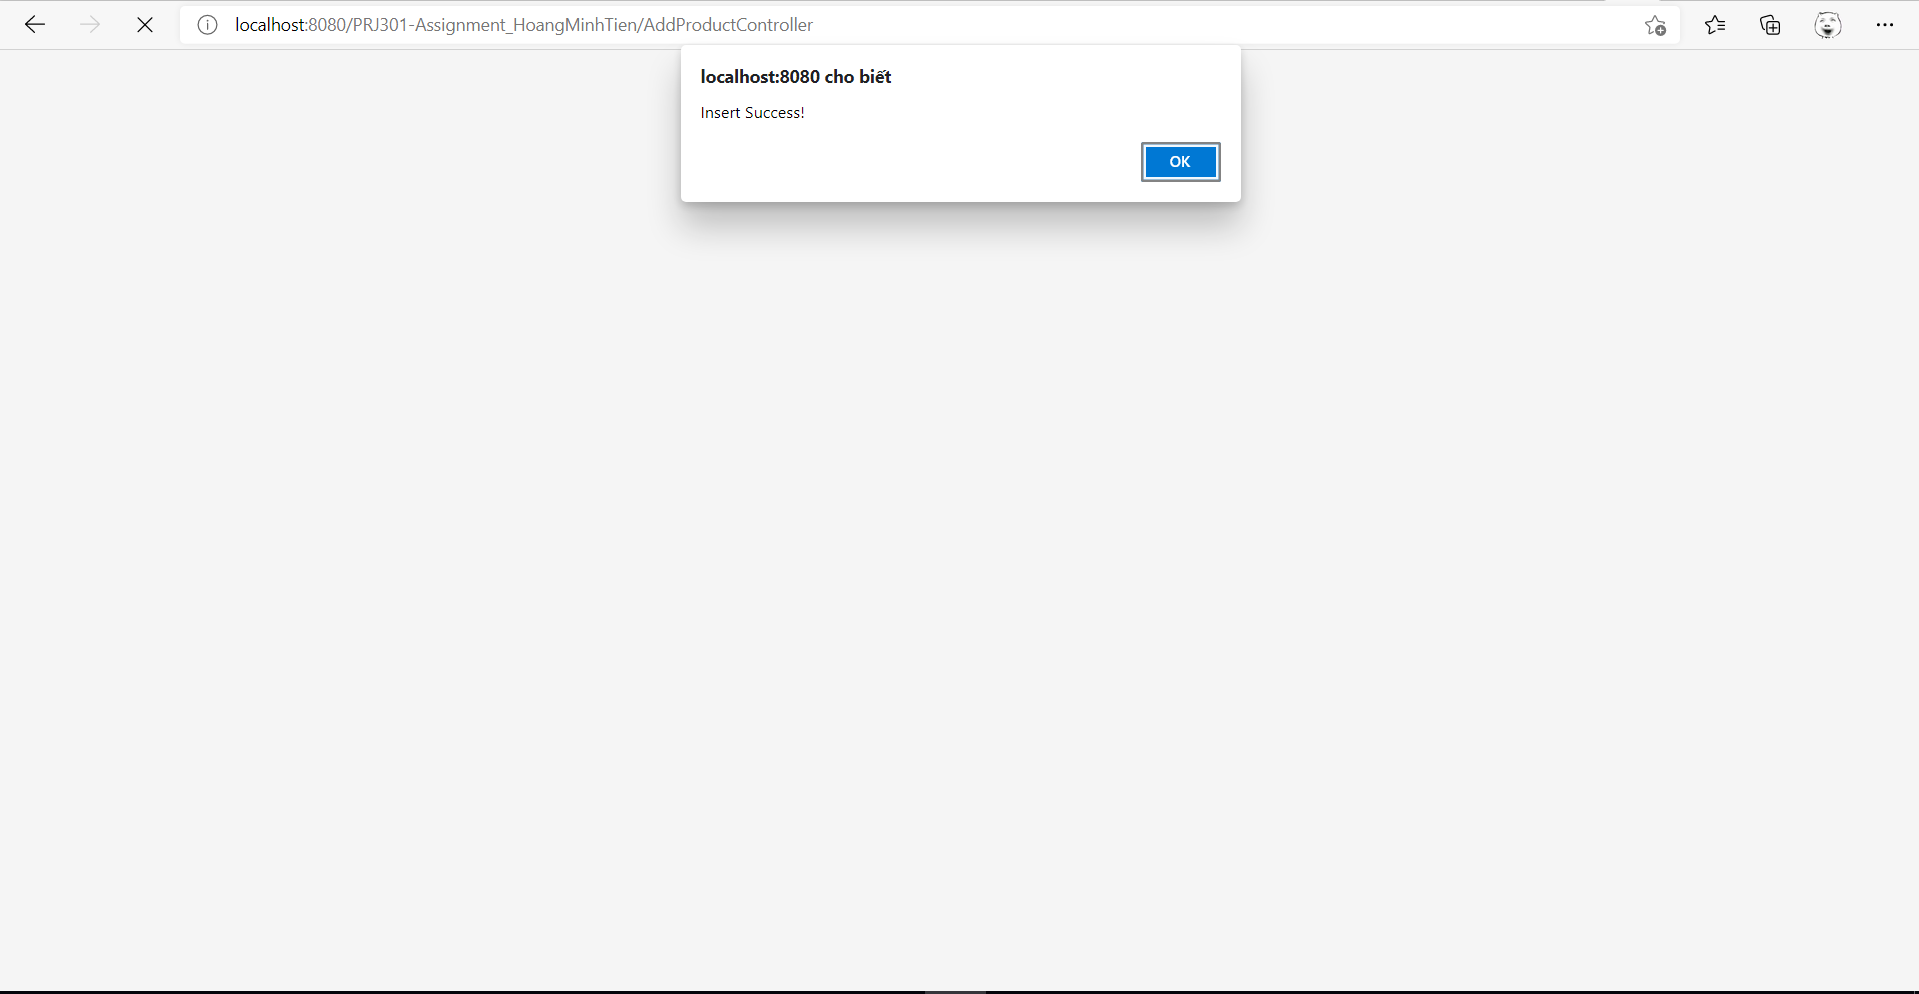 localhost:8080/PRJ301-Assignment_HoangMinhTien/AddProductController
localhost:8080 cho biết
Insert Success!
OK